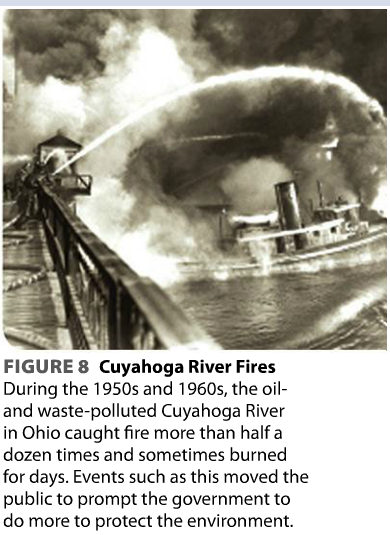 FIGURE 8 Cuyahoga River Fires
During the 1950s and 1960s, the oil-
and waste-polluted Cuyahoga River
in Ohio caught fire more than half a
dozen times and sometimes burned
for days. Events such as this moved the
public to prompt the government to
do more to protect the environment.